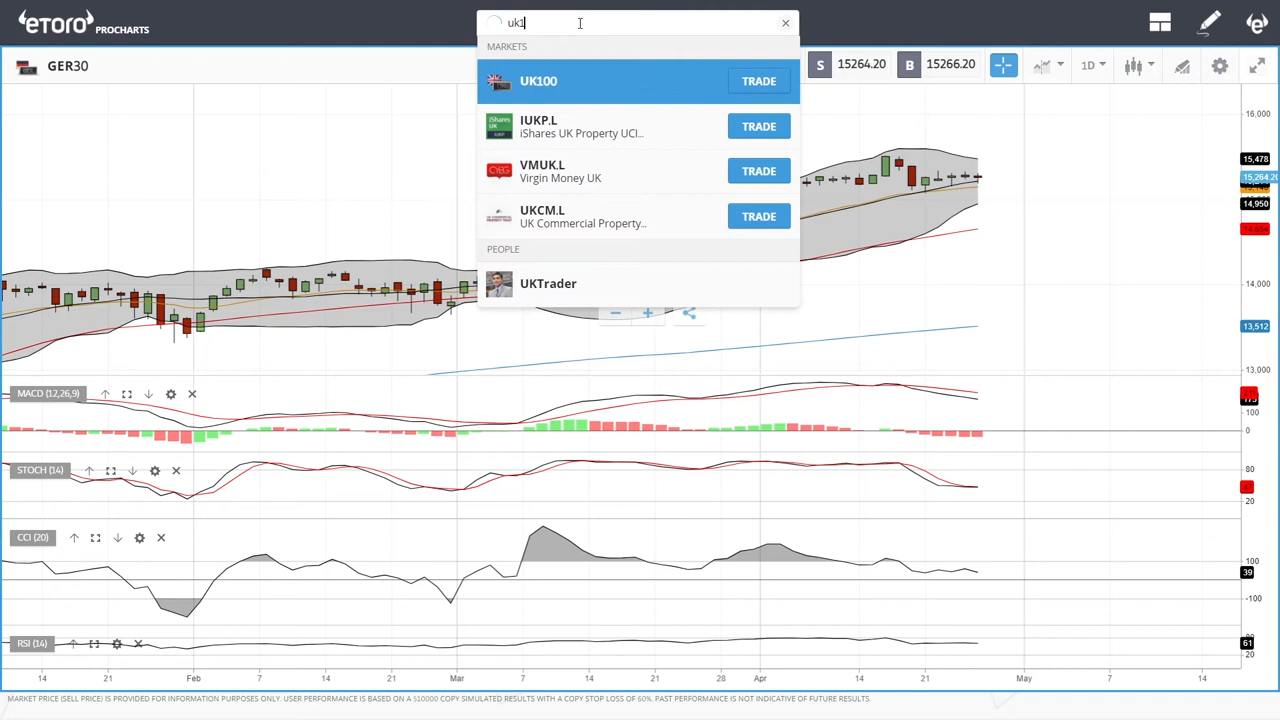 eToro PROCHARTS
uk1
MARKETS
UK100
TRADE
IUKP.L
iShares UK Property UCI..
TRADE
VMUK.L
Virgin Money UK
TRADE
UKCM.L
UK Commercial Property..
TRADE
PEOPLE
UKTrader
GER30
S 15264.20 B 15266.20 1D
16,000
15,478
15,264.20
14,950
14,000
13,512
13,000
MACD (12,26,9)
100
0
STOCH (14)
80
20
CCI (20)
100
39
-100
RSI (14)
61
20
14 21 Feb 7 14 21 Mar 7 14 21 28 Apr 14 21 May 7 14
MARKET PRICE (SELL PRICE) IS PROVIDED FOR INFORMATION PURPOSES ONLY. USER PERFORMANCE IS BASED ON A $10000 COPY SIMULATED RESULTS WITH A COPY STOP LOSS OF 60%. PAST PERFORMANCE IS NOT INDICATIVE OF FUTURE RESULTS.